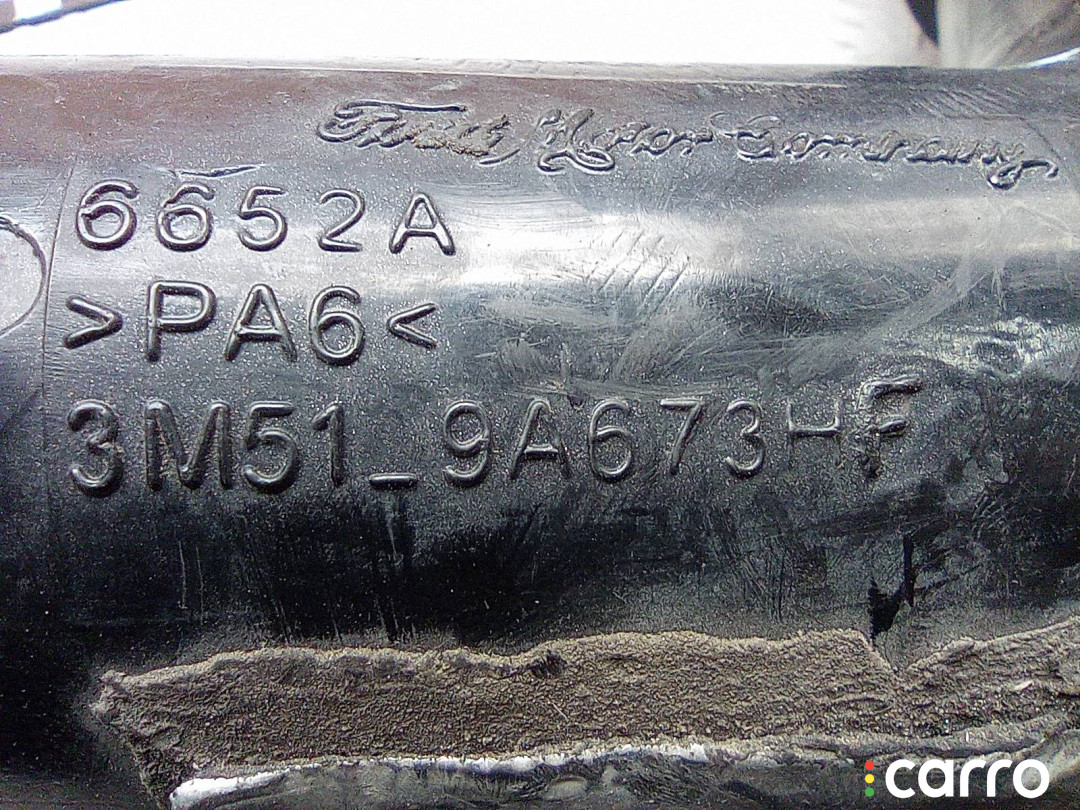 Ford Motor Company
6652A
>PA6<
3M51_9A673HF
carro